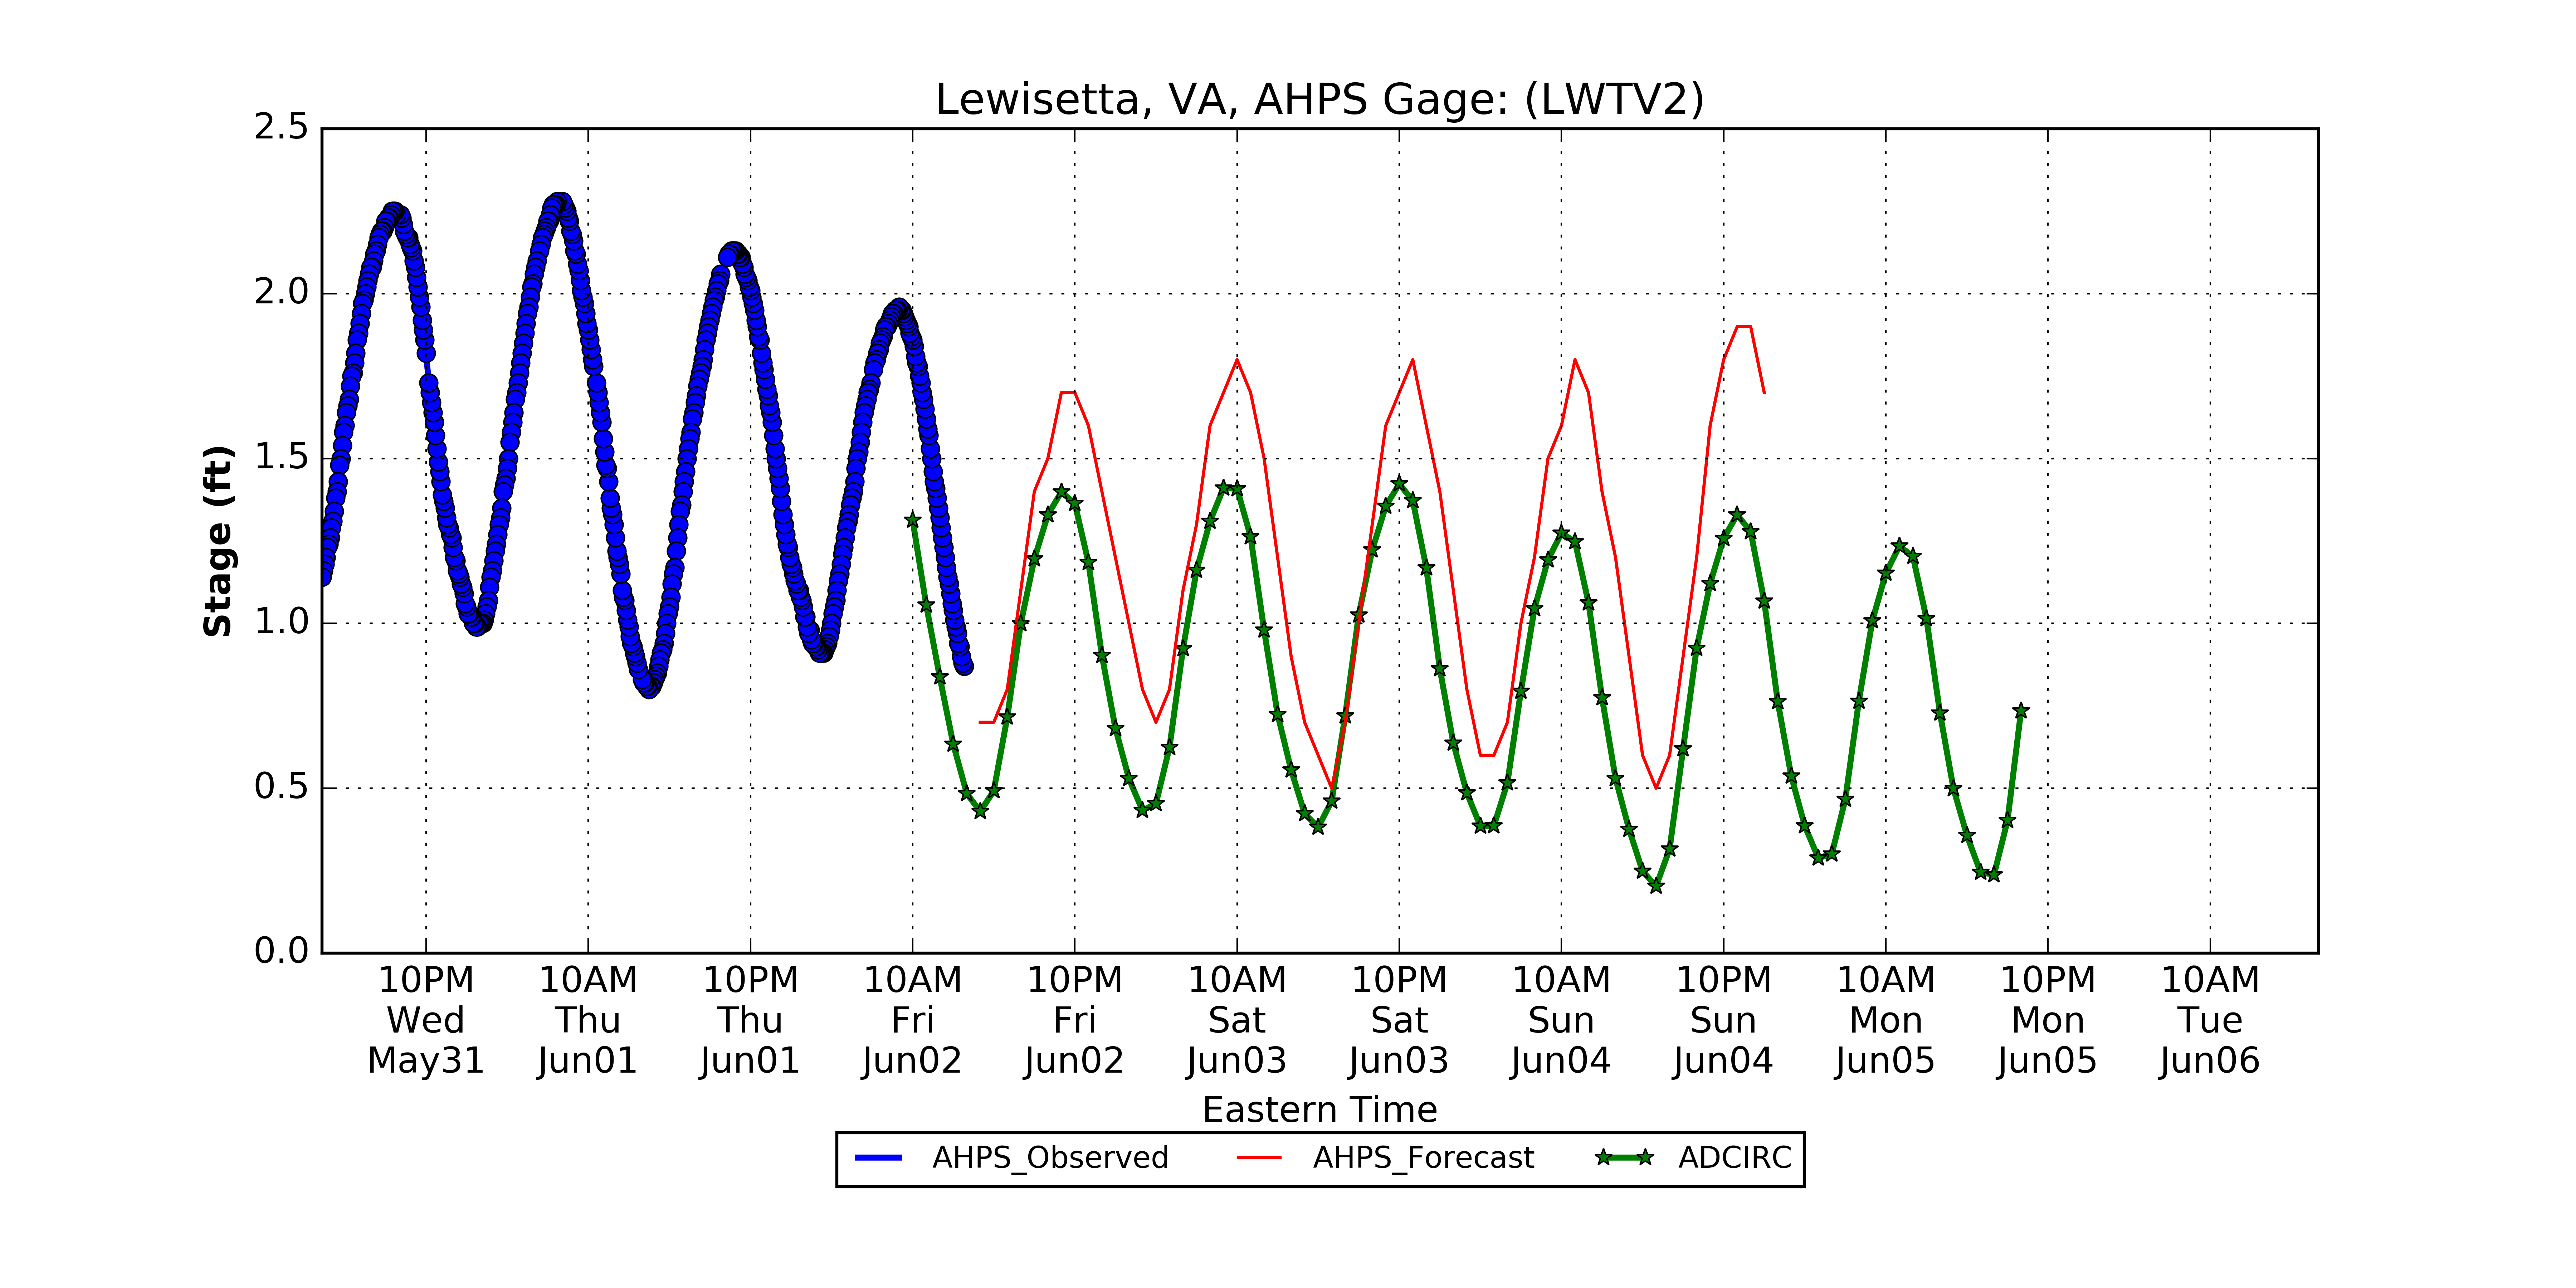 Lewisetta, VA, AHPS Gage: (LWTV2)
2.5
2.0
1.5
1.0
0.5
0.0
Stage (ft)
10PM 10AM 10PM 10AM 10PM 10AM 10PM 10AM 10PM 10AM 10PM 10AM
Wed Thu Thu Fri Fri Sat Sat Sun Sun Mon Mon Tue
May31 Jun01 Jun01 Jun02 Jun02 Jun03 Jun03 Jun04 Jun04 Jun05 Jun05 Jun06
Eastern Time
AHPS_Observed AHPS_Forecast ADCIRC